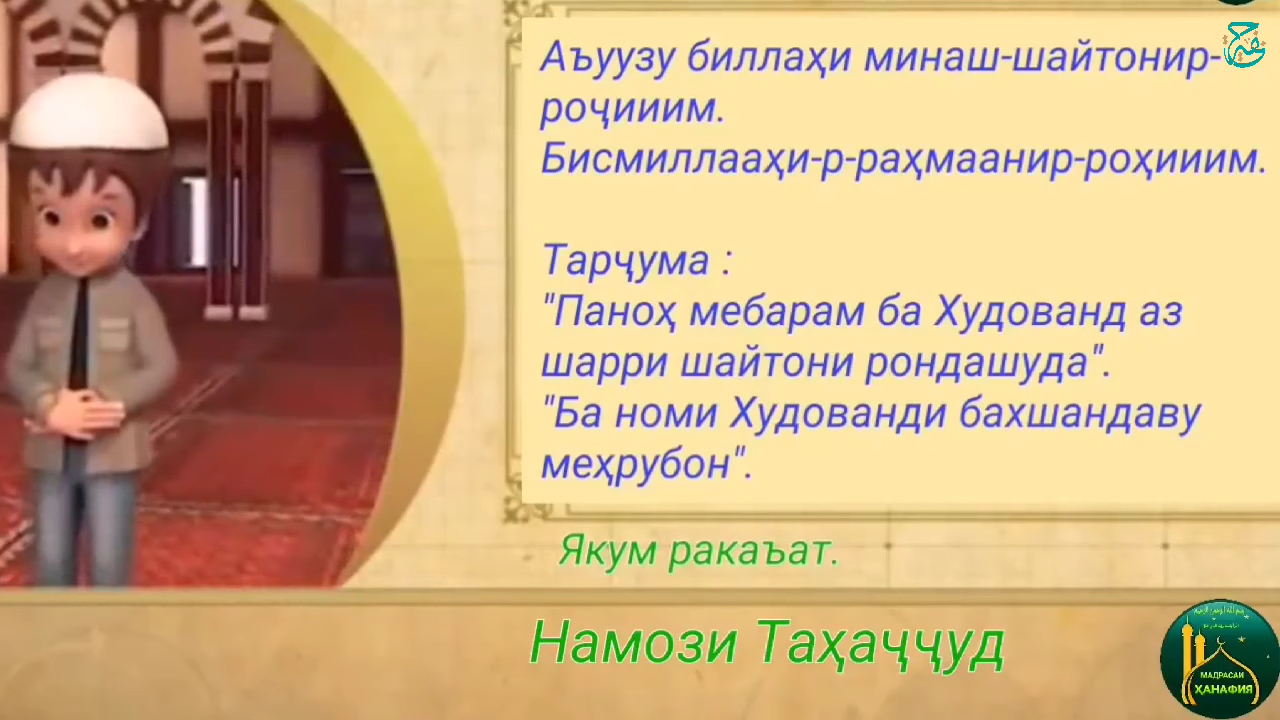 Аъуузу биллаҳи минаш-шайтонир-
роҷииим.
Бисмиллааҳи-р-раҳмаанир-роҳииим.
Тарҷума :
"Паноҳ мебарам ба Худованд аз
шарри шайтони рондашуда".
"Ба номи Худованди бахшандаву
меҳрубон".
Якум ракаъат.
Намози Таҳаҷҷуд
МАДРАСАИ
ҲАНАФИЯ